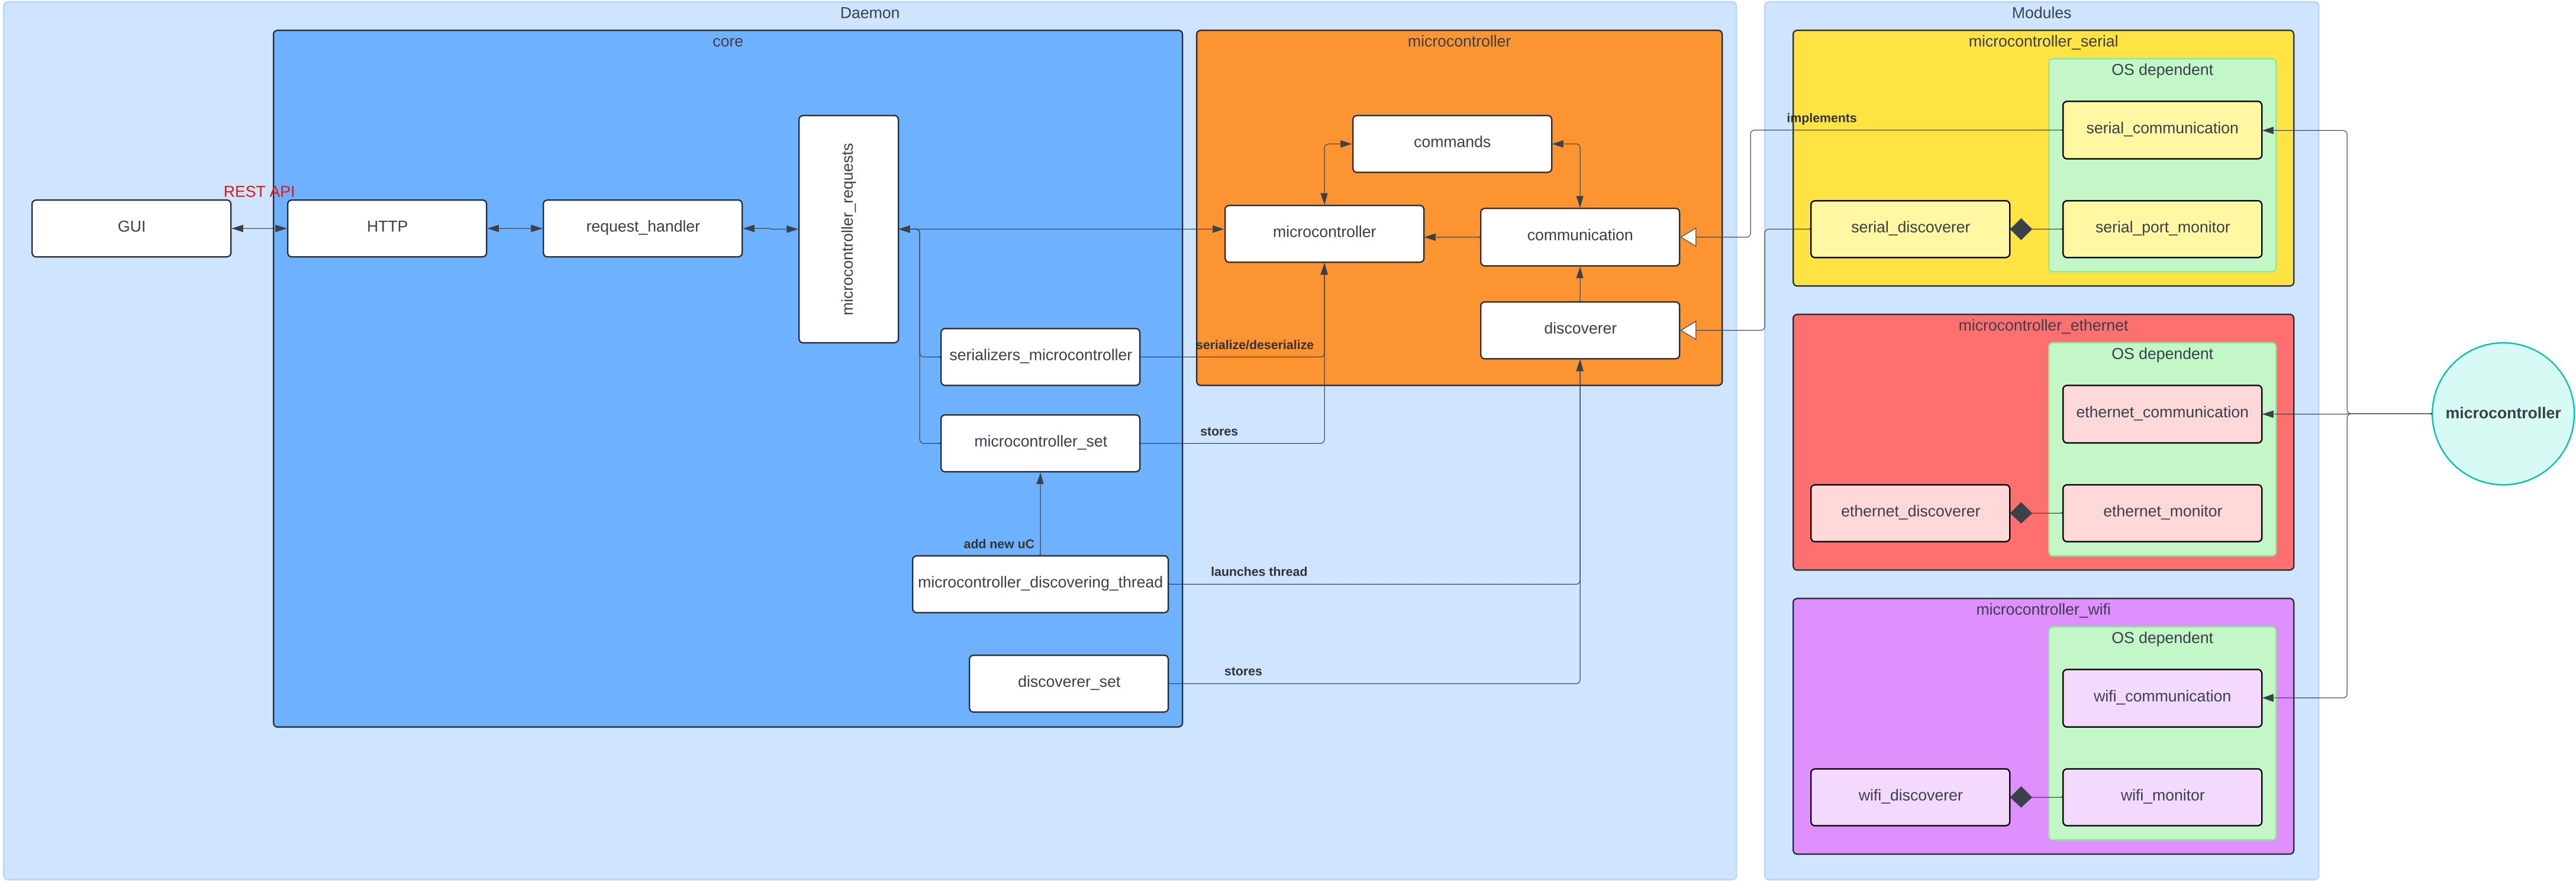 Daemon
core
microcontroller_requests
REST API
GUI
HTTP
request_handler
serializers_microcontroller
microcontroller_set
add new uC
microcontroller_discovering_thread
discoverer_set
microcontroller
commands
microcontroller
communication
discoverer
serialize/deserialize
stores
launches thread
stores
Modules
microcontroller_serial
OS dependent
implements
serial_communication
serial_discoverer
serial_port_monitor
microcontroller_ethernet
OS dependent
ethernet_communication
ethernet_discoverer
ethernet_monitor
microcontroller_wifi
OS dependent
wifi_communication
wifi_discoverer
wifi_monitor
microcontroller